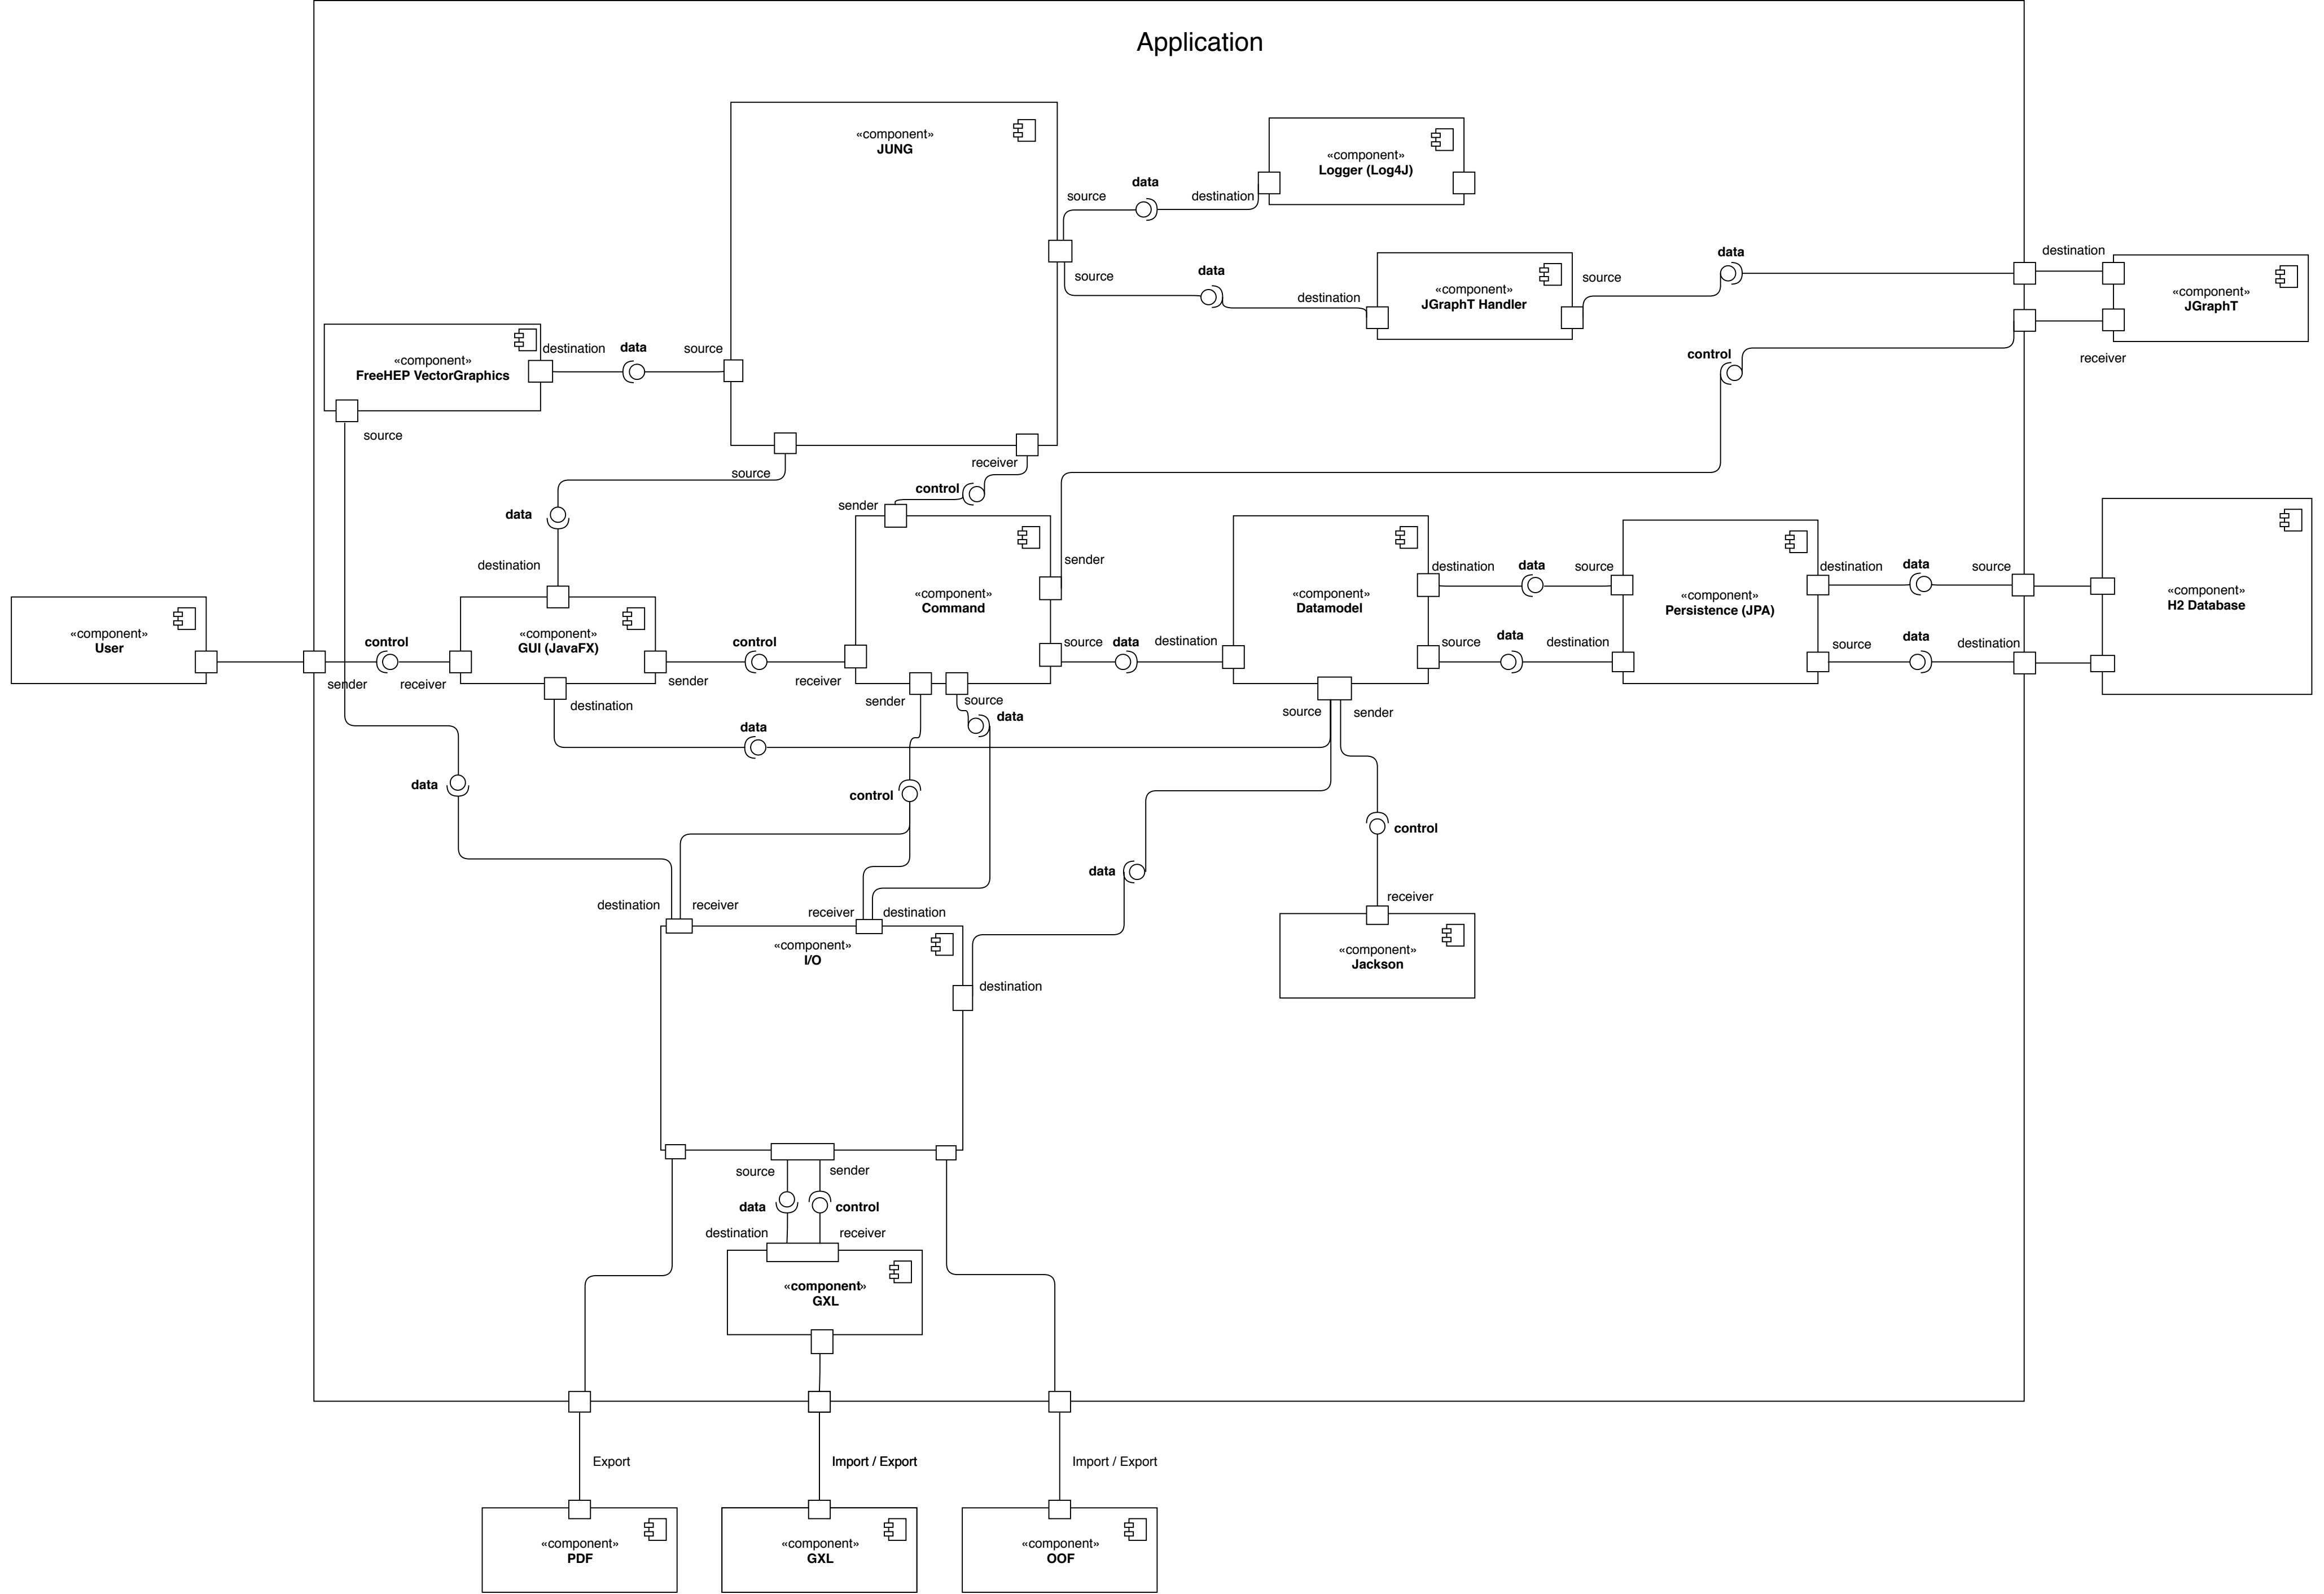 Application
«component»
JUNG
«component»
Logger (Log4J)
data
source
destination
source
data
destination
«component»
JGraphT Handler
source
data
destination
«component»
JGraphT
receiver
control
«component»
FreeHEP VectorGraphics
destination
data
source
source
source
receiver
control
sender
data
destination
sender
«component»
User
control
sender
receiver
«component»
GUI (JavaFX)
sender
control
receiver
«component»
Command
source
data
destination
«component»
Datamodel
destination
data
source
source
data
destination
«component»
Persistence (JPA)
destination
data
source
source
data
destination
«component»
H2 Database
destination
data
sender
source
data
source
sender
data
control
data
control
destination
receiver
receiver
destination
receiver
«component»
I/O
destination
«component»
Jackson
source
sender
data
control
destination
receiver
«component»
GXL
Export
Import / Export
Import / Export
«component»
PDF
«component»
GXL
«component»
OOF